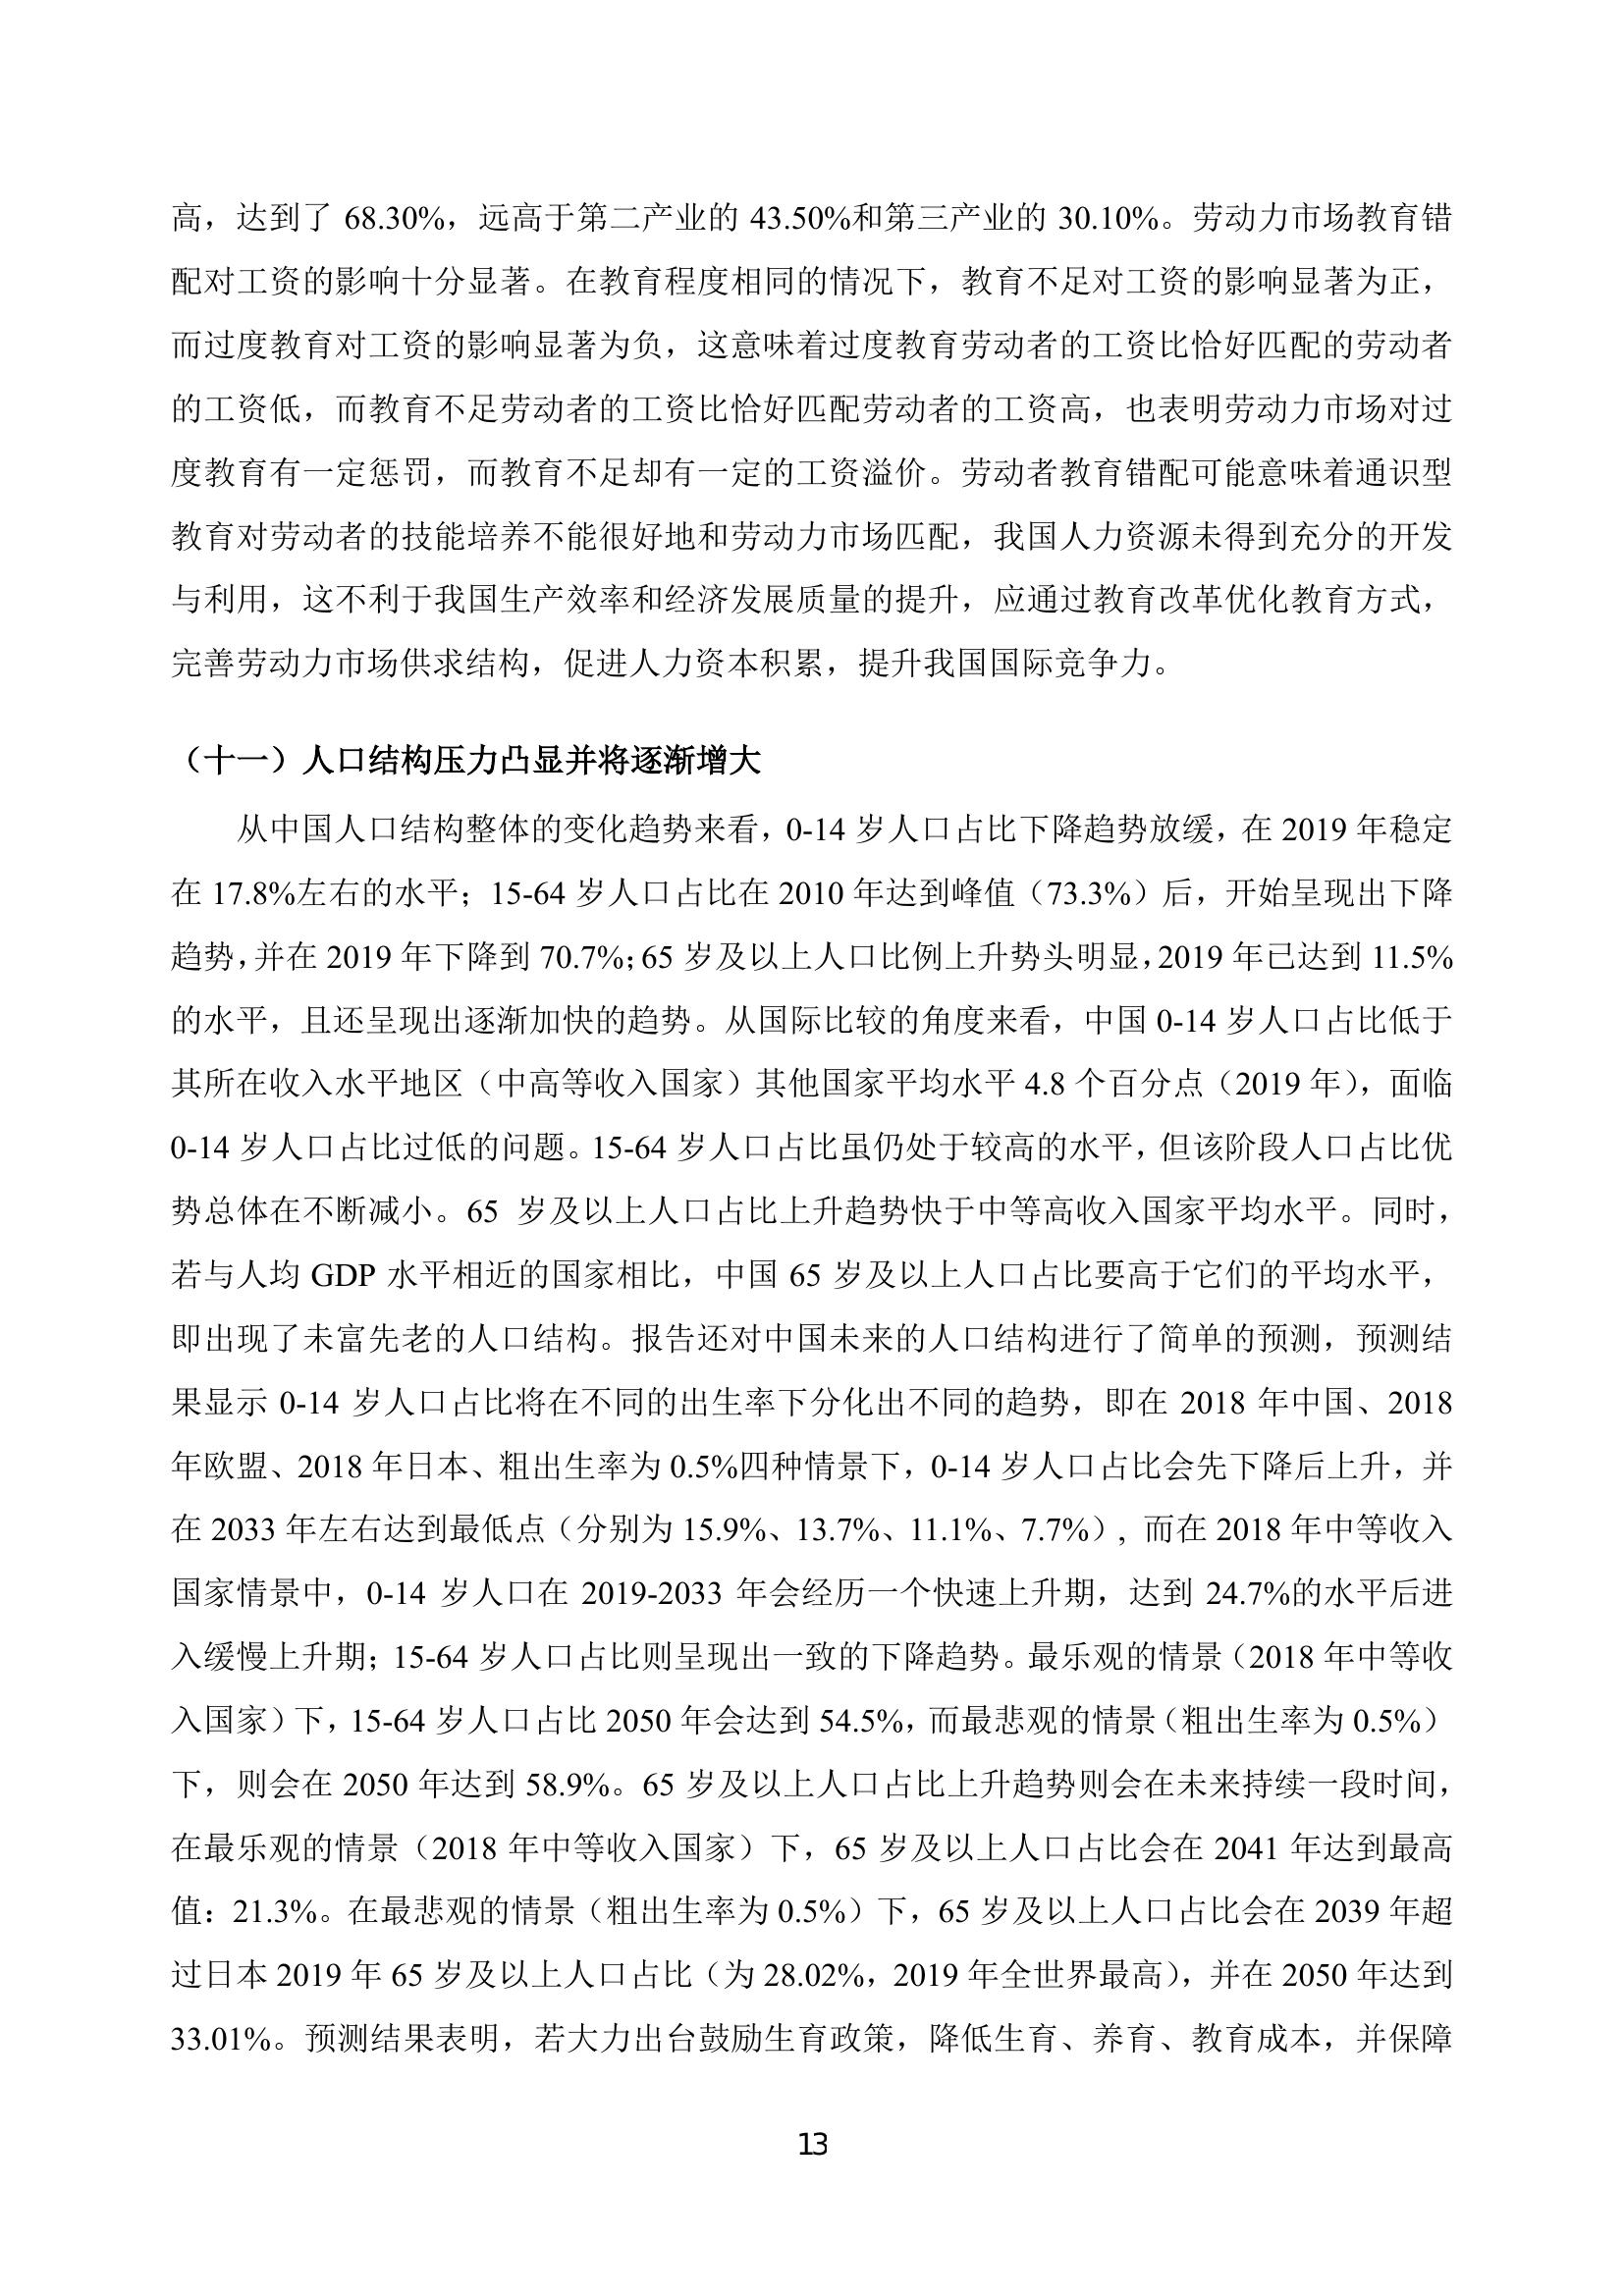 高，达到了 68.30%，远高于第二产业的 43.50%和第三产业的 30.10%。劳动力市场教育错
配对工资的影响十分显著。在教育程度相同的情况下，教育不足对工资的影响显著为正，
而过度教育对工资的影响显著为负，这意味着过度教育劳动者的工资比恰好匹配的劳动者
的工资低，而教育不足劳动者的工资比恰好匹配劳动者的工资高，也表明劳动力市场对过
度教育有一定惩罚，而教育不足却有一定的工资溢价。劳动者教育错配可能意味着通识型
教育对劳动者的技能培养不能很好地和劳动力市场匹配，我国人力资源未得到充分的开发
与利用，这不利于我国生产效率和经济发展质量的提升，应通过教育改革优化教育方式，
完善劳动力市场供求结构，促进人力资本积累，提升我国国际竞争力。
（十一）人口结构压力凸显并将逐渐增大
从中国人口结构整体的变化趋势来看，0-14 岁人口占比下降趋势放缓，在 2019 年稳定
在 17.8%左右的水平；15-64 岁人口占比在 2010 年达到峰值（73.3%）后，开始呈现出下降
趋势，并在 2019 年下降到 70.7%；65 岁及以上人口比例上升势头明显，2019 年已达到 11.5%
的水平，且还呈现出逐渐加快的趋势。从国际比较的角度来看，中国 0-14 岁人口占比低于
其所在收入水平地区（中高等收入国家）其他国家平均水平 4.8 个百分点（2019 年），面临
0-14 岁人口占比过低的问题。15-64 岁人口占比虽仍处于较高的水平，但该阶段人口占比优
势总体在不断减小。65 岁及以上人口占比上升趋势快于中等高收入国家平均水平。同时，
若与人均 GDP 水平相近的国家相比，中国 65 岁及以上人口占比要高于它们的平均水平，
即出现了未富先老的人口结构。报告还对中国未来的人口结构进行了简单的预测，预测结
果显示 0-14 岁人口占比将在不同的出生率下分化出不同的趋势，即在 2018 年中国、2018
年欧盟、2018 年日本、粗出生率为 0.5%四种情景下，0-14 岁人口占比会先下降后上升，并
在 2033 年左右达到最低点（分别为 15.9%、13.7%、11.1%、7.7%）, 而在 2018 年中等收入
国家情景中，0-14 岁人口在 2019-2033 年会经历一个快速上升期，达到 24.7%的水平后进
入缓慢上升期；15-64 岁人口占比则呈现出一致的下降趋势。最乐观的情景（2018 年中等收
入国家）下，15-64 岁人口占比 2050 年会达到 54.5%，而最悲观的情景（粗出生率为 0.5%）
下，则会在 2050 年达到 58.9%。65 岁及以上人口占比上升趋势则会在未来持续一段时间，
在最乐观的情景（2018 年中等收入国家）下，65 岁及以上人口占比会在 2041 年达到最高
值：21.3%。在最悲观的情景（粗出生率为 0.5%）下，65 岁及以上人口占比会在 2039 年超
过日本 2019 年 65 岁及以上人口占比（为 28.02%，2019 年全世界最高），并在 2050 年达到
33.01%。预测结果表明，若大力出台鼓励生育政策，降低生育、养育、教育成本，并保障
13